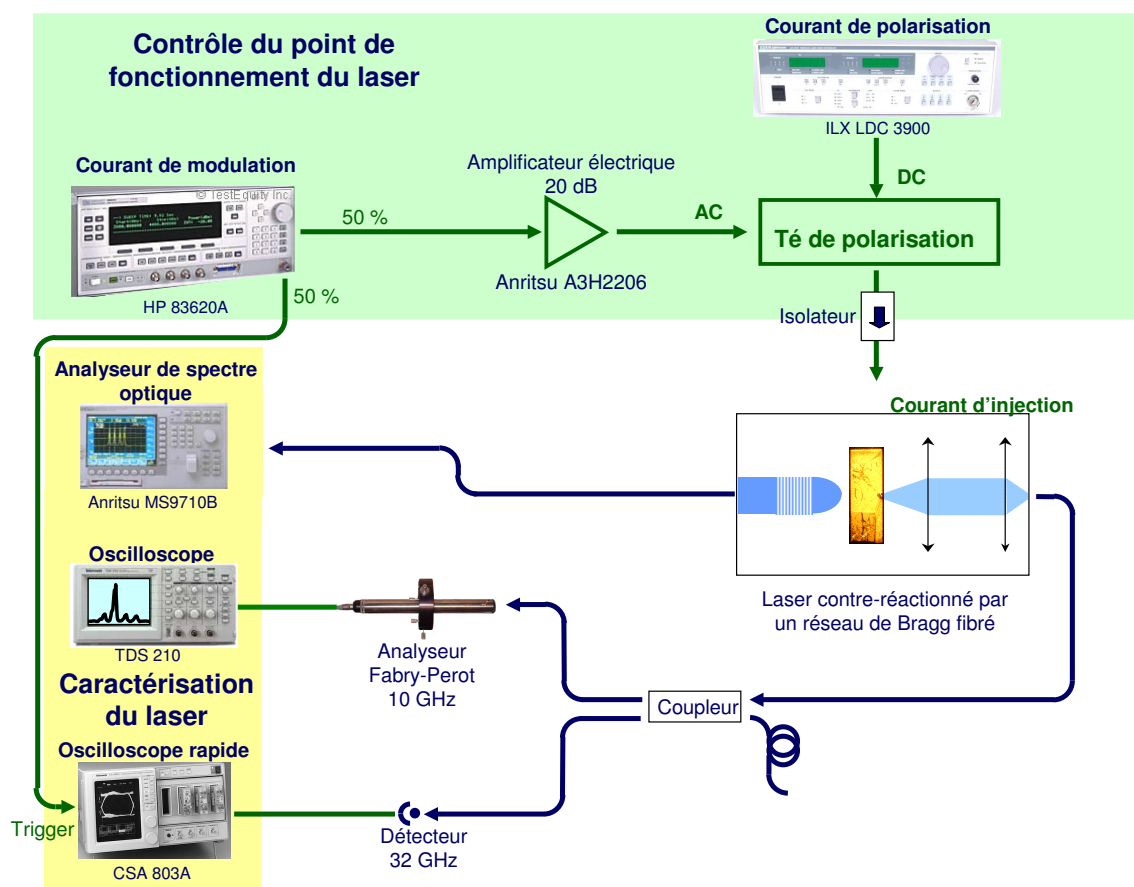 Contrôle du point de
fonctionnement du laser
Courant de polarisation
ILX LDC 3900
Courant de modulation
© TestEquity Inc.
HP 83620A
50 %
50 %
Amplificateur électrique
20 dB
Anritsu A3H2206
AC
DC
Té de polarisation
Isolateur
Courant d'injection
Analyseur de spectre
optique
Anritsu MS9710B
Oscilloscope
TDS 210
Analyseur
Fabry-Perot
10 GHz
Laser contre-réactionné par
un réseau de Bragg fibré
Caractérisation
du laser
Coupleur
Oscilloscope rapide
Trigger
CSA 803A
Détecteur
32 GHz